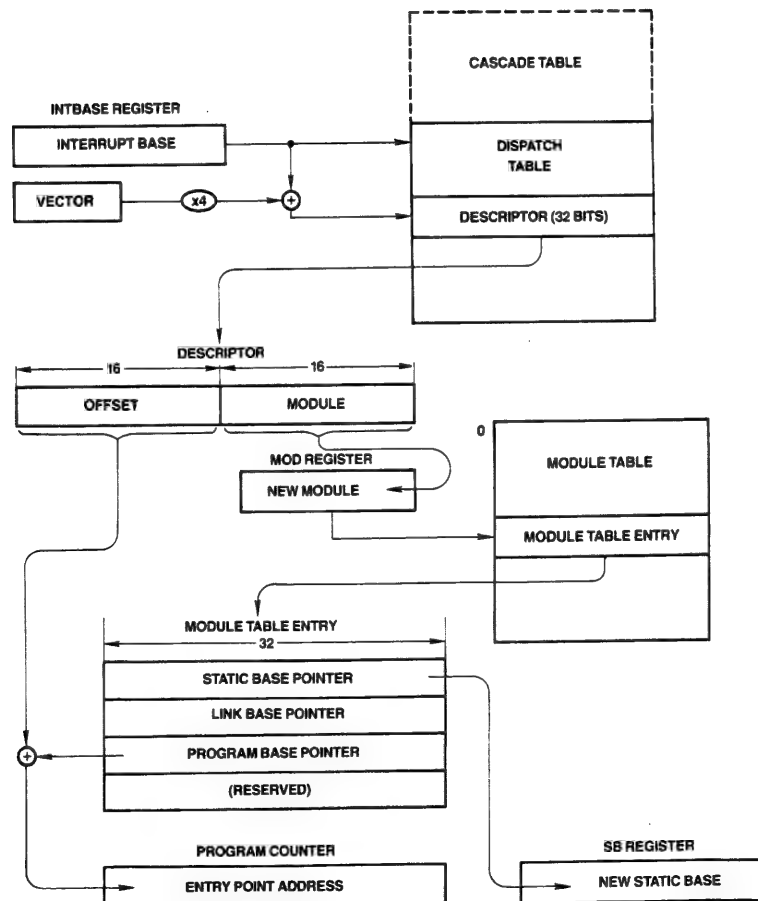 CASCADE TABLE
INTBASE REGISTER
INTERRUPT BASE
DISPATCH
TABLE
VECTOR
x4
+
DESCRIPTOR (32 BITS)
DESCRIPTOR
16
16
OFFSET
MODULE
MOD REGISTER
NEW MODULE
0
MODULE TABLE
MODULE TABLE ENTRY
MODULE TABLE ENTRY
32
STATIC BASE POINTER
LINK BASE POINTER
+
PROGRAM BASE POINTER
(RESERVED)
PROGRAM COUNTER
ENTRY POINT ADDRESS
SB REGISTER
NEW STATIC BASE